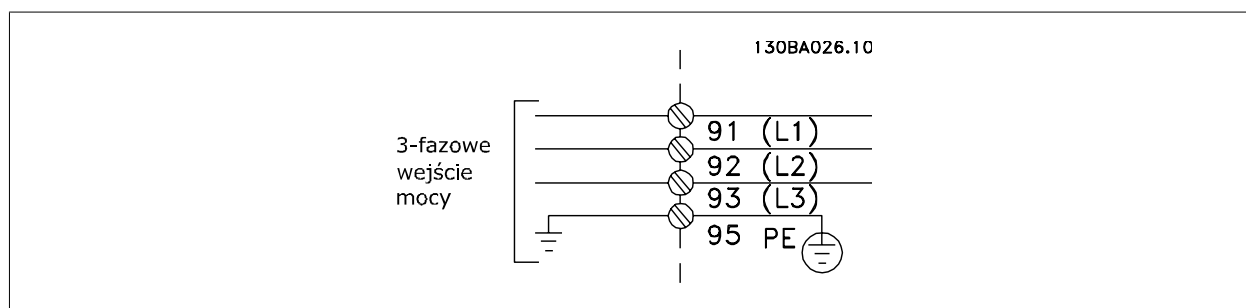 130BA026.10
3-fazowe
wejście
mocy
91 (L1)
92 (L2)
93 (L3)
95 PE